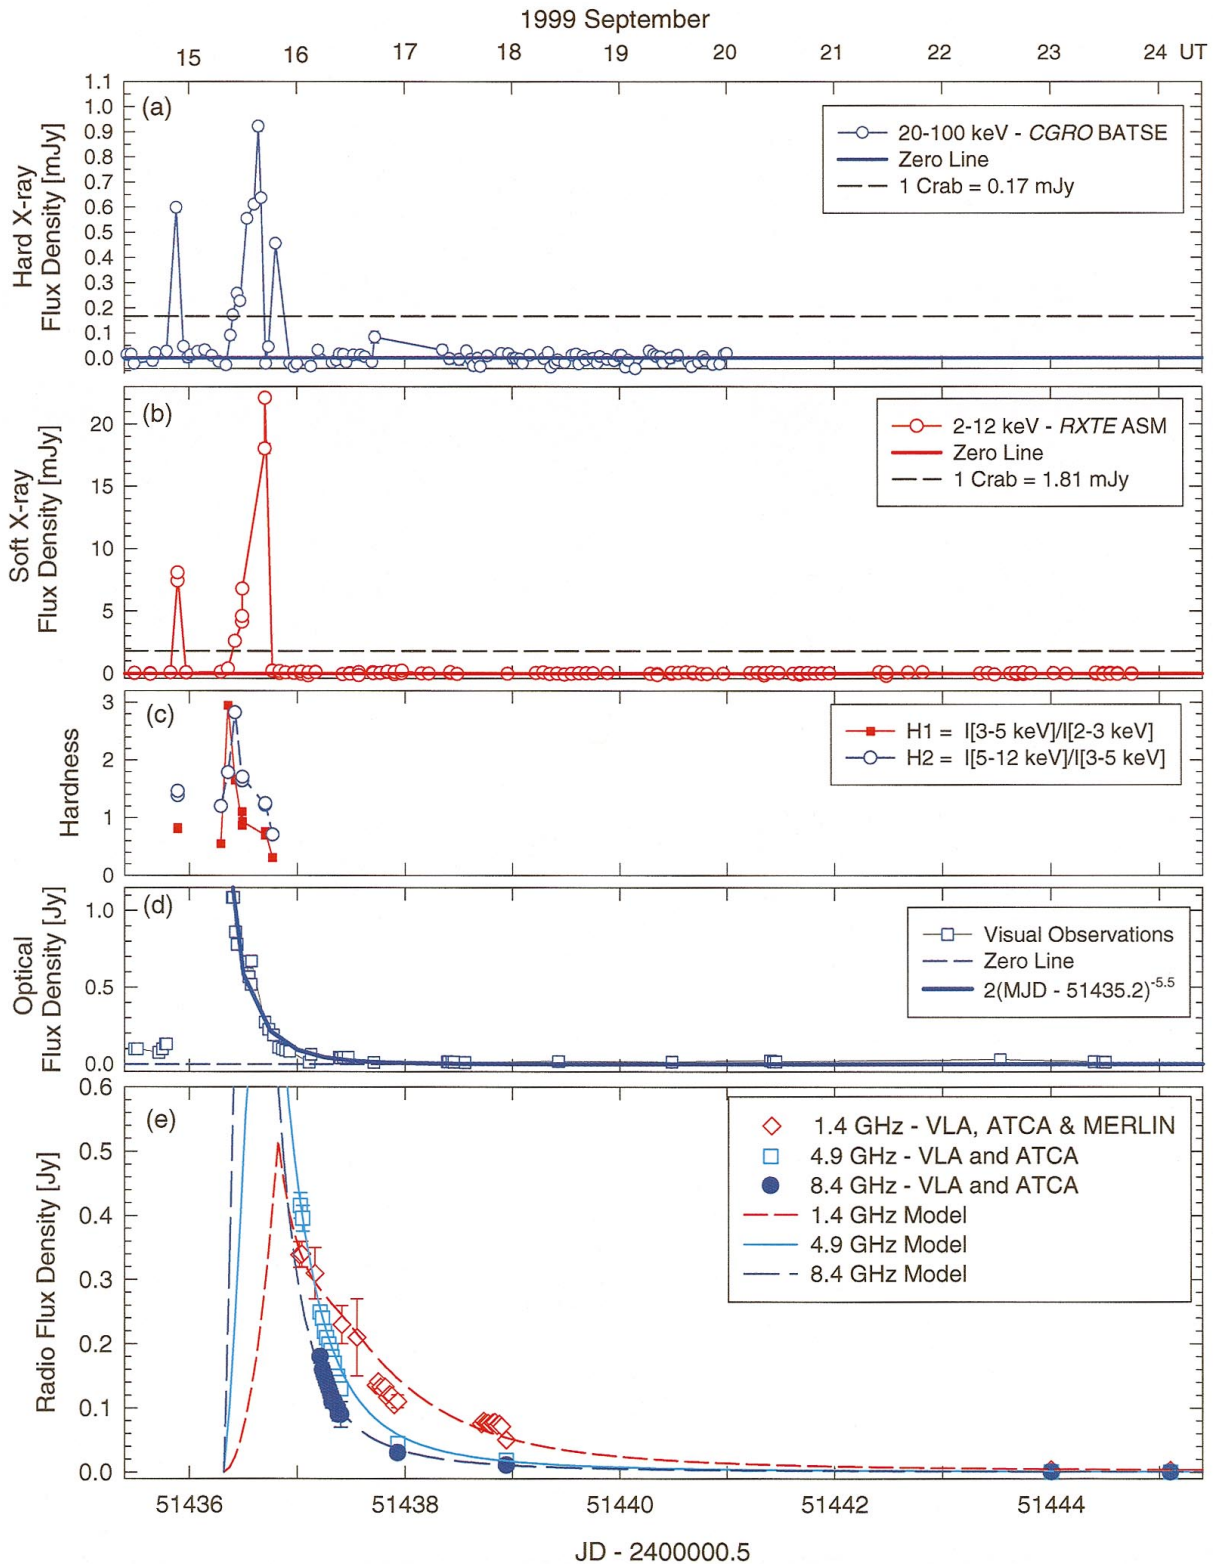 1999 September
15 16 17 18 19 20 21 22 23 24 UT
Hard X-ray
Flux Density [mJy]
1.1
1.0
0.9
0.8
0.7
0.6
0.5
0.4
0.3
0.2
0.1
0.0
(a)
20-100 keV - CGRO BATSE
Zero Line
1 Crab = 0.17 mJy
Soft X-ray
Flux Density [mJy]
20
15
10
5
0
(b)
2-12 keV - RXTE ASM
Zero Line
1 Crab = 1.81 mJy
Hardness
3
2
1
0
(c)
H1 = I[3-5 keV]/I[2-3 keV]
H2 = I[5-12 keV]/I[3-5 keV]
Optical
Flux Density [Jy]
1.0
0.5
0.0
(d)
Visual Observations
Zero Line
2(MJD - 51435.2)-5.5
Radio Flux Density [Jy]
0.6
0.5
0.4
0.3
0.2
0.1
0.0
(e)
1.4 GHz - VLA, ATCA & MERLIN
4.9 GHz - VLA and ATCA
8.4 GHz - VLA and ATCA
1.4 GHz Model
4.9 GHz Model
8.4 GHz Model
51436 51438 51440 51442 51444
JD - 2400000.5